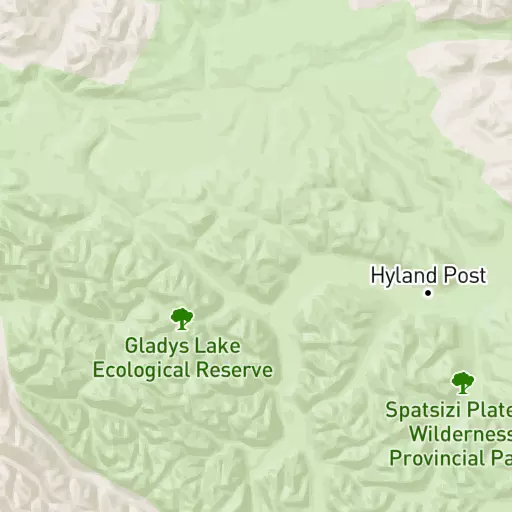 Hyland Post
Gladys Lake
Ecological Reserve
Spatsizi Plate
Wilderness
Provincial Pa